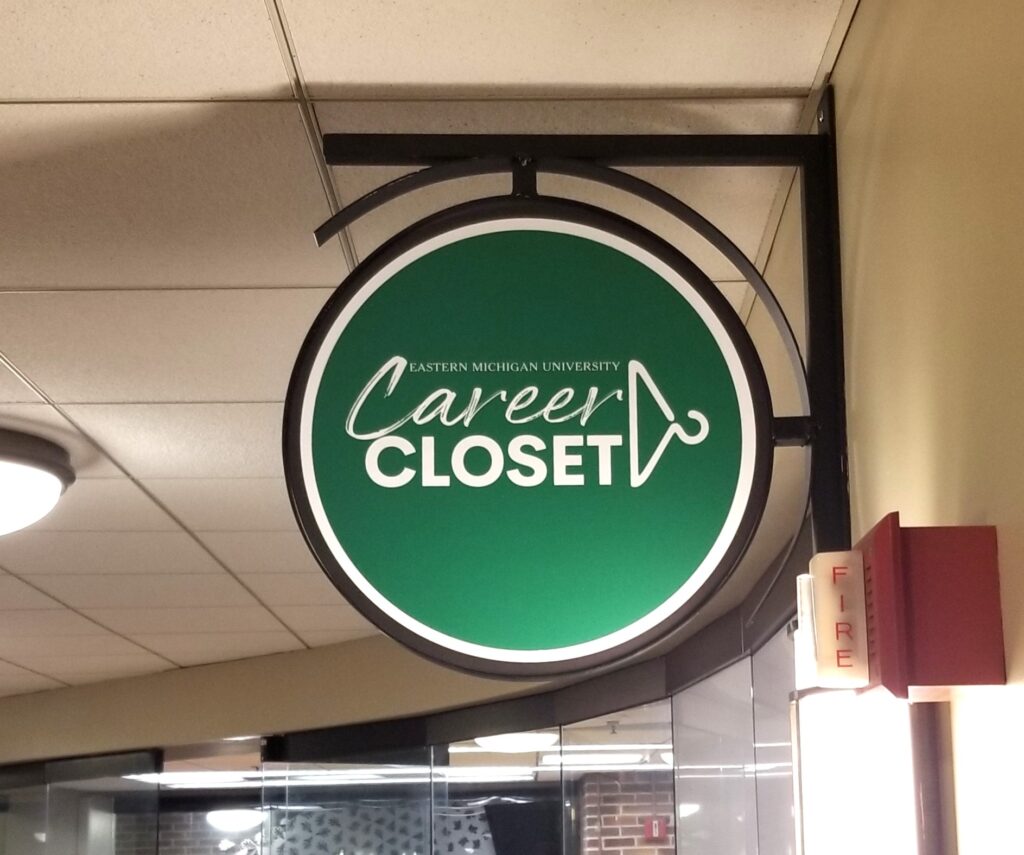 EASTERN MICHIGAN UNIVERSITY
Career
CLOSET
FIRE